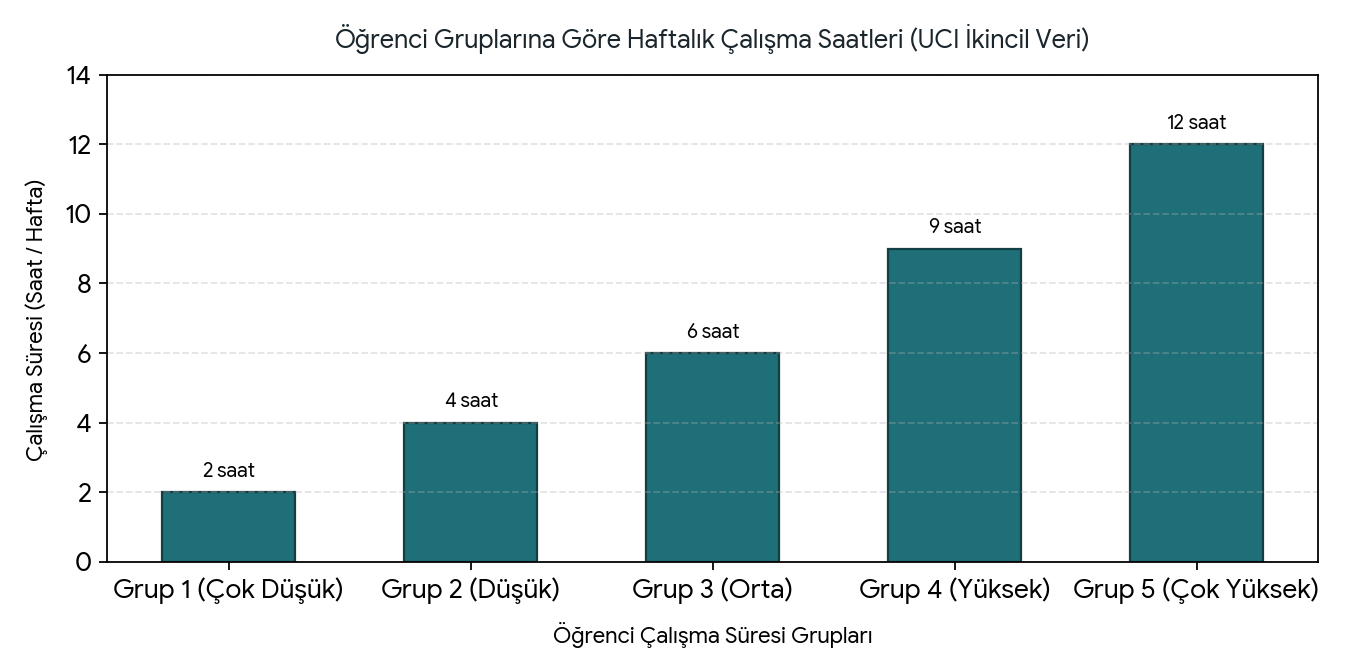 Öğrenci Gruplarına Göre Haftalık Çalışma Saatleri (UCI İkincil Veri)
Çalışma Süresi (Saat / Hafta)
14
12
10
8
6
4
2
0
2 saat
4 saat
6 saat
9 saat
12 saat
Grup 1 (Çok Düşük)
Grup 2 (Düşük)
Grup 3 (Orta)
Grup 4 (Yüksek)
Grup 5 (Çok Yüksek)
Öğrenci Çalışma Süresi Grupları